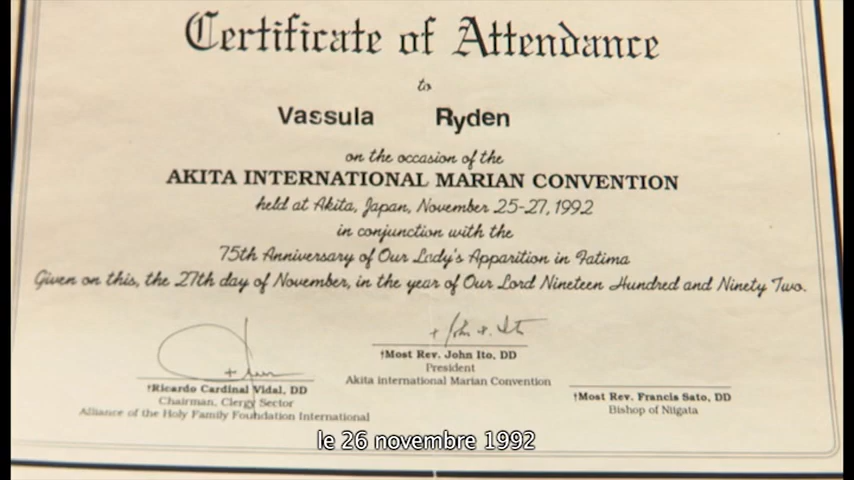 Certificate of Attendance
to
Vassula Ryden
on the occasion of the
AKITA INTERNATIONAL MARIAN CONVENTION
held at Akita, Japan, November 25-27, 1992
in conjunction with the
75th Anniversary of Our Lady's Apparition in Fatima
Given on this, the 27th day of November, in the year of Our Lord Nineteen Hundred and Ninety Two.
+ John S. Ito
†Most Rev. John Ito, DD
President
Akita International Marian Convention
†Ricardo Cardinal Vidal, DD
Chairman, Clergy Sector
Alliance of the Holy Family Foundation International
†Most Rev. Francis Sato, DD
Bishop of Niigata
le 26 novembre 1992